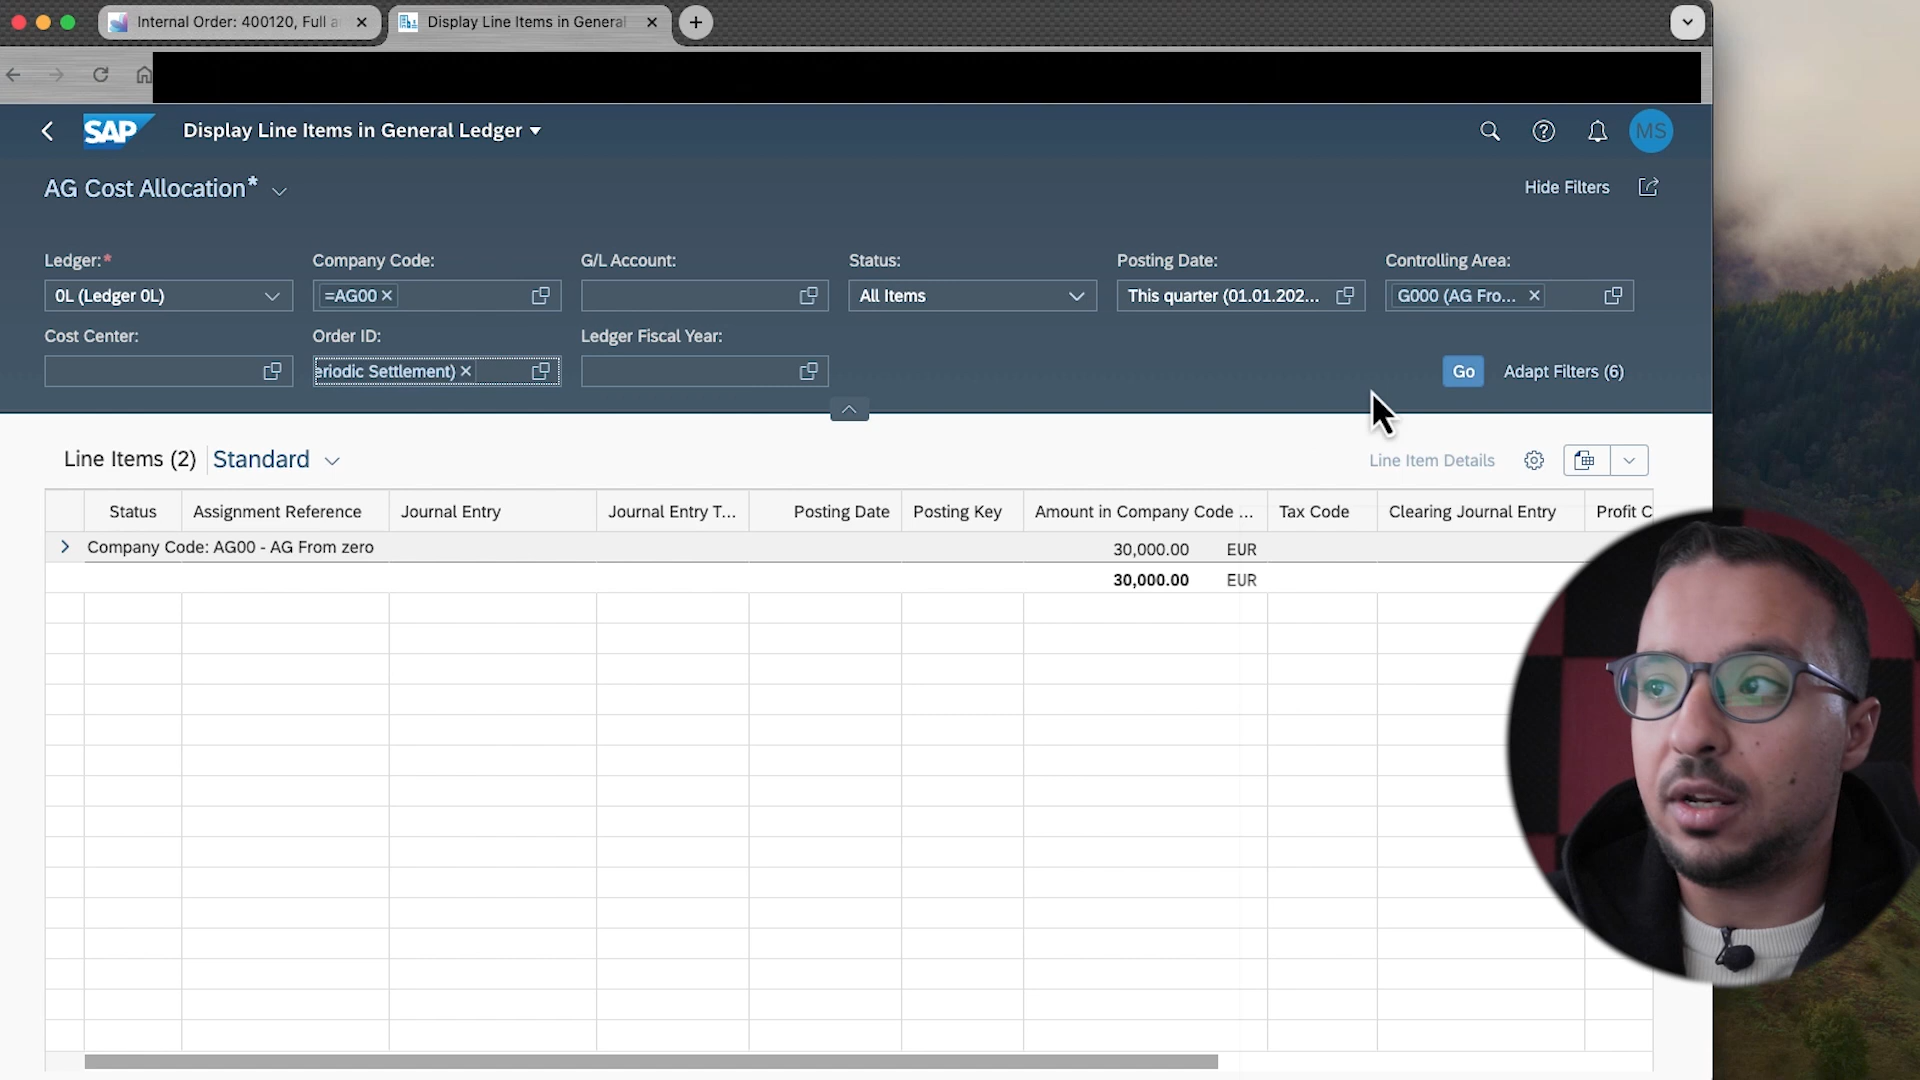 Internal Order: 400120, Full a
Display Line Items in General
SAP
Display Line Items in General Ledger
MS
AG Cost Allocation*
Hide Filters
Ledger:*
Company Code:
G/L Account:
Status:
Posting Date:
Controlling Area:
0L (Ledger 0L)
=AG00
All Items
This quarter (01.01.202...
G000 (AG Fro...
Cost Center:
Order ID:
Ledger Fiscal Year:
eriodic Settlement)
Go
Adapt Filters (6)
Line Items (2)
Standard
Line Item Details
Status
Assignment Reference
Journal Entry
Journal Entry T...
Posting Date
Posting Key
Amount in Company Code ...
Tax Code
Clearing Journal Entry
Profit C
Company Code: AG00 - AG From zero
30,000.00 EUR
30,000.00 EUR